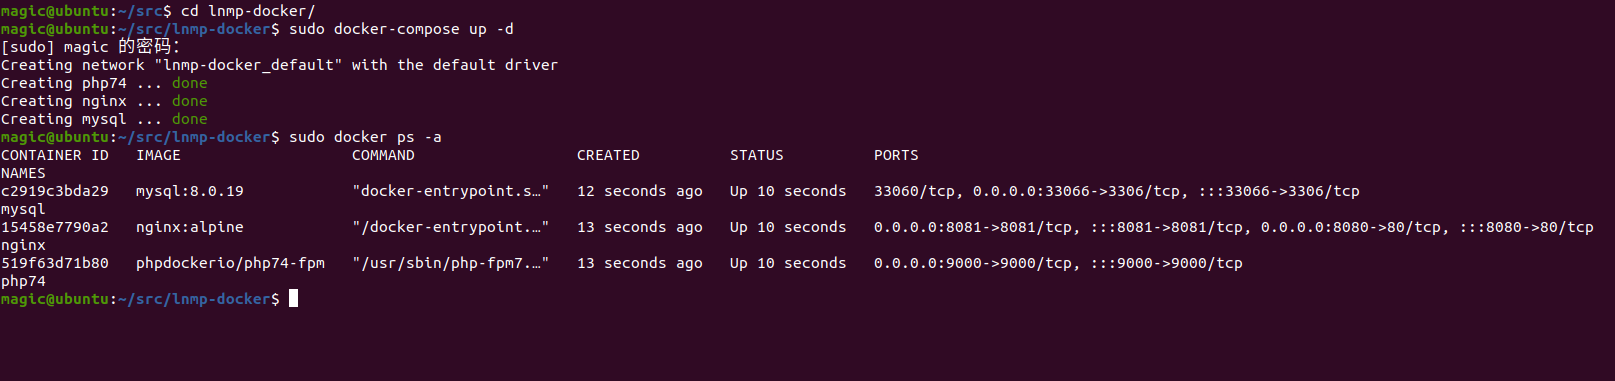 magic@ubuntu:~/src$ cd lnmp-docker/
magic@ubuntu:~/src/lnmp-docker$ sudo docker-compose up -d
[sudo] magic 的密码：
Creating network "lnmp-docker_default" with the default driver
Creating php74 ... done
Creating nginx ... done
Creating mysql ... done
magic@ubuntu:~/src/lnmp-docker$ sudo docker ps -a
CONTAINER ID   IMAGE                   COMMAND                  CREATED          STATUS          PORTS
NAMES
c2919c3bda29   mysql:8.0.19            "docker-entrypoint.s…"   12 seconds ago   Up 10 seconds   33060/tcp, 0.0.0.0:33066->3306/tcp, :::33066->3306/tcp
mysql
15458e7790a2   nginx:alpine            "/docker-entrypoint.…"   13 seconds ago   Up 10 seconds   0.0.0.0:8081->8081/tcp, :::8081->8081/tcp, 0.0.0.0:8080->80/tcp, :::8080->80/tcp
nginx
519f63d71b80   phpdockerio/php74-fpm   "/usr/sbin/php-fpm7.…"   13 seconds ago   Up 10 seconds   0.0.0.0:9000->9000/tcp, :::9000->9000/tcp
php74
magic@ubuntu:~/src/lnmp-docker$